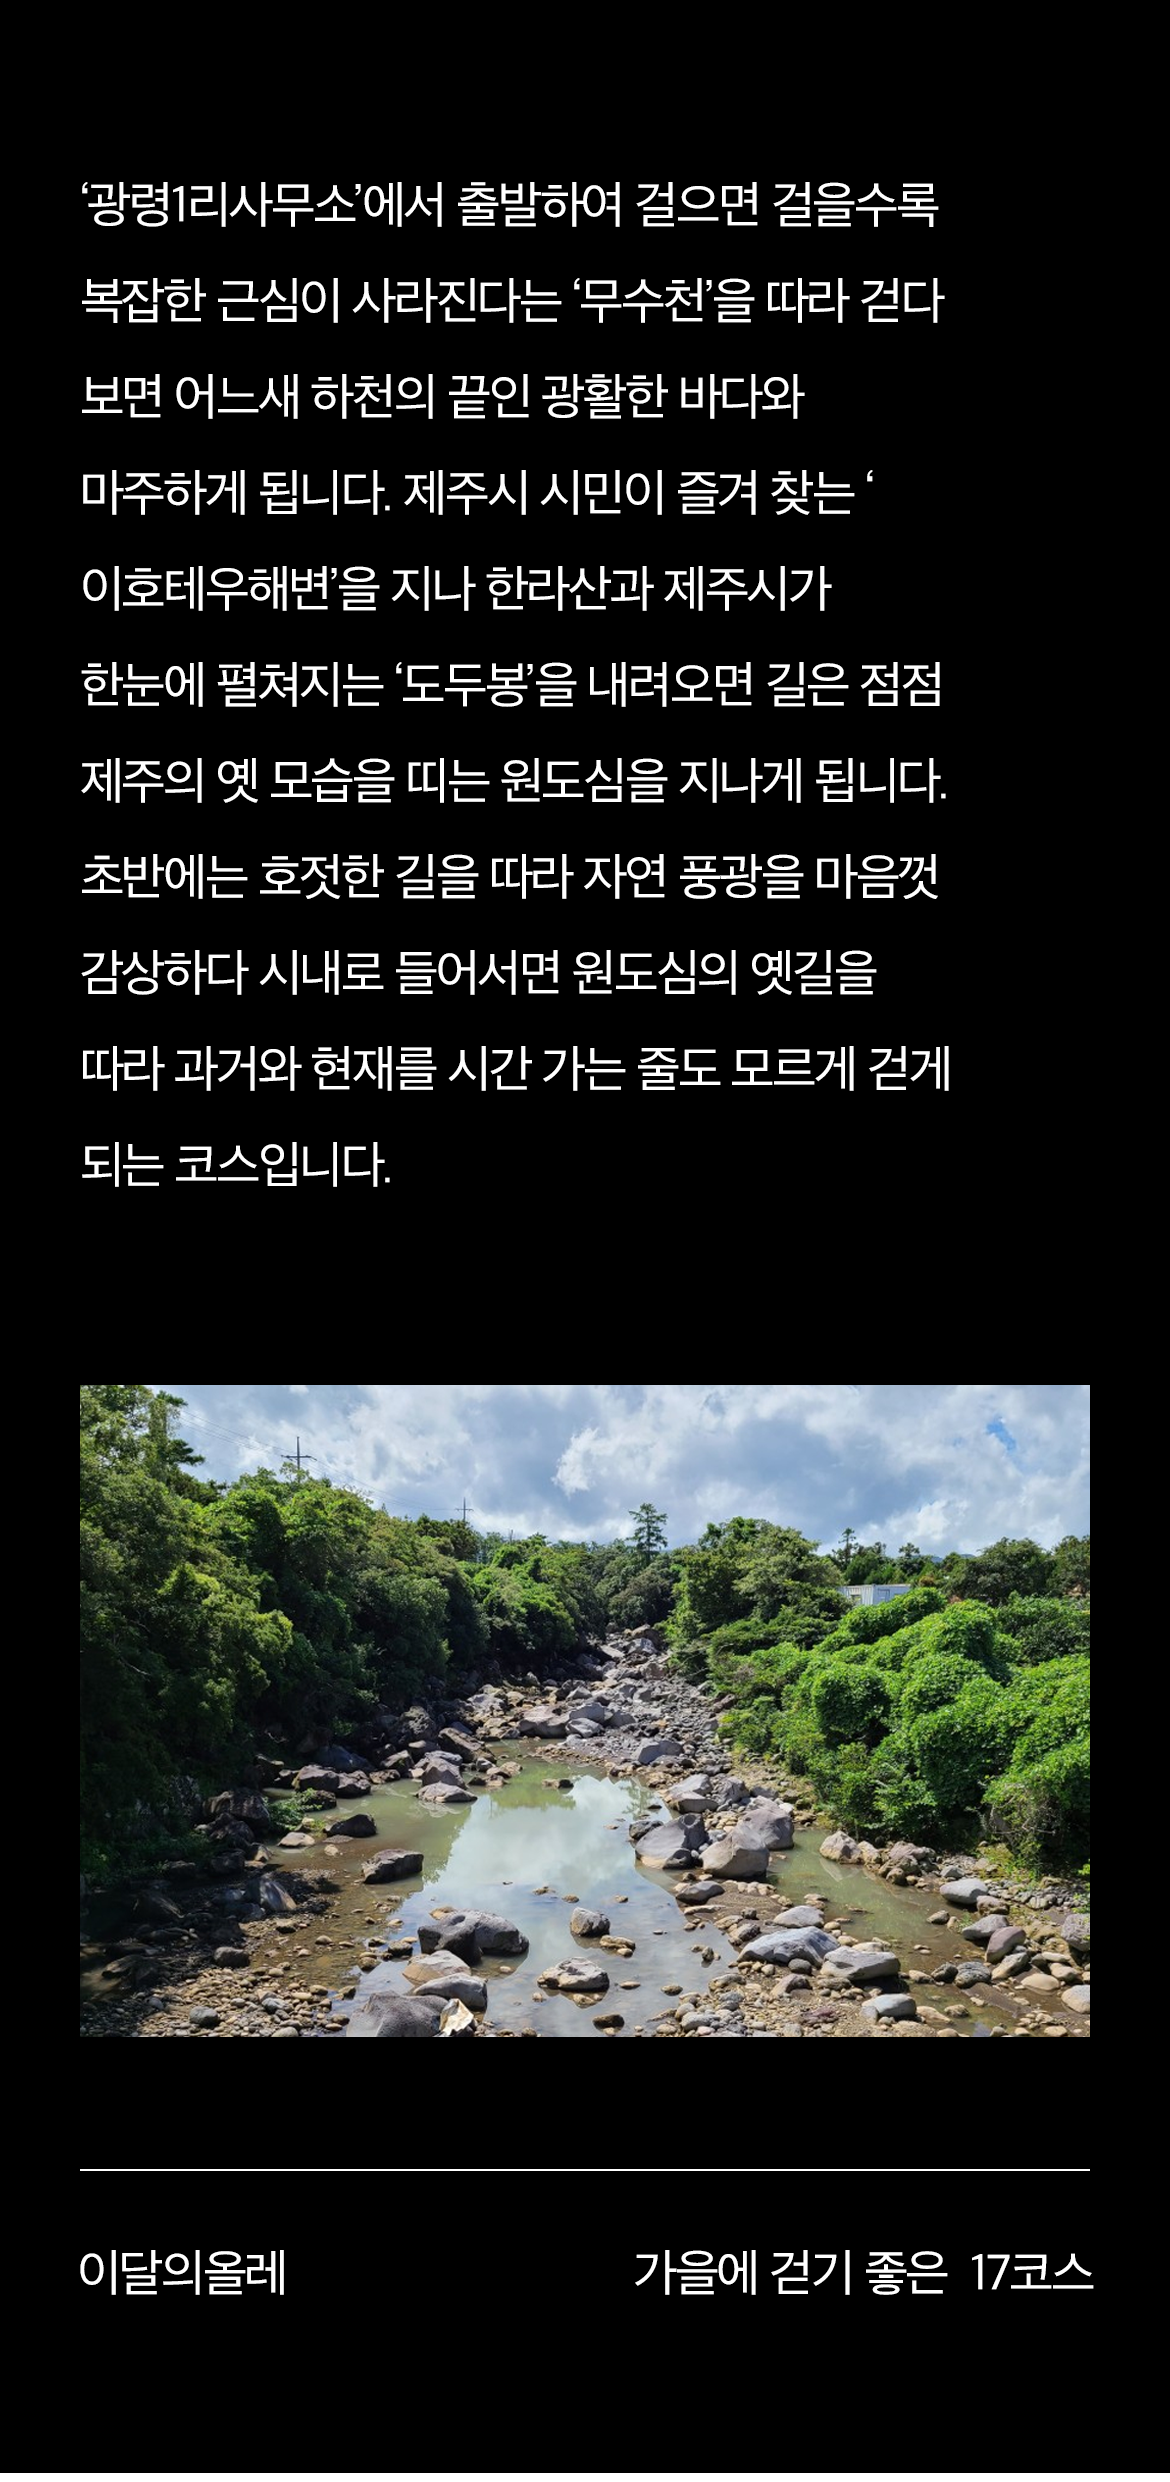 ‘광령1리사무소’에서 출발하여 걸으면 걸을수록
복잡한 근심이 사라진다는 ‘무수천’을 따라 걷다
보면 어느새 하천의 끝인 광활한 바다와
마주하게 됩니다. 제주시 시민이 즐겨 찾는 ‘
이호테우해변’을 지나 한라산과 제주시가
한눈에 펼쳐지는 ‘도두봉’을 내려오면 길은 점점
제주의 옛 모습을 띠는 원도심을 지나게 됩니다.
초반에는 호젓한 길을 따라 자연 풍광을 마음껏
감상하다 시내로 들어서면 원도심의 옛길을
따라 과거와 현재를 시간 가는 줄도 모르게 걷게
되는 코스입니다.
이달의올레
가을에 걷기 좋은 17코스